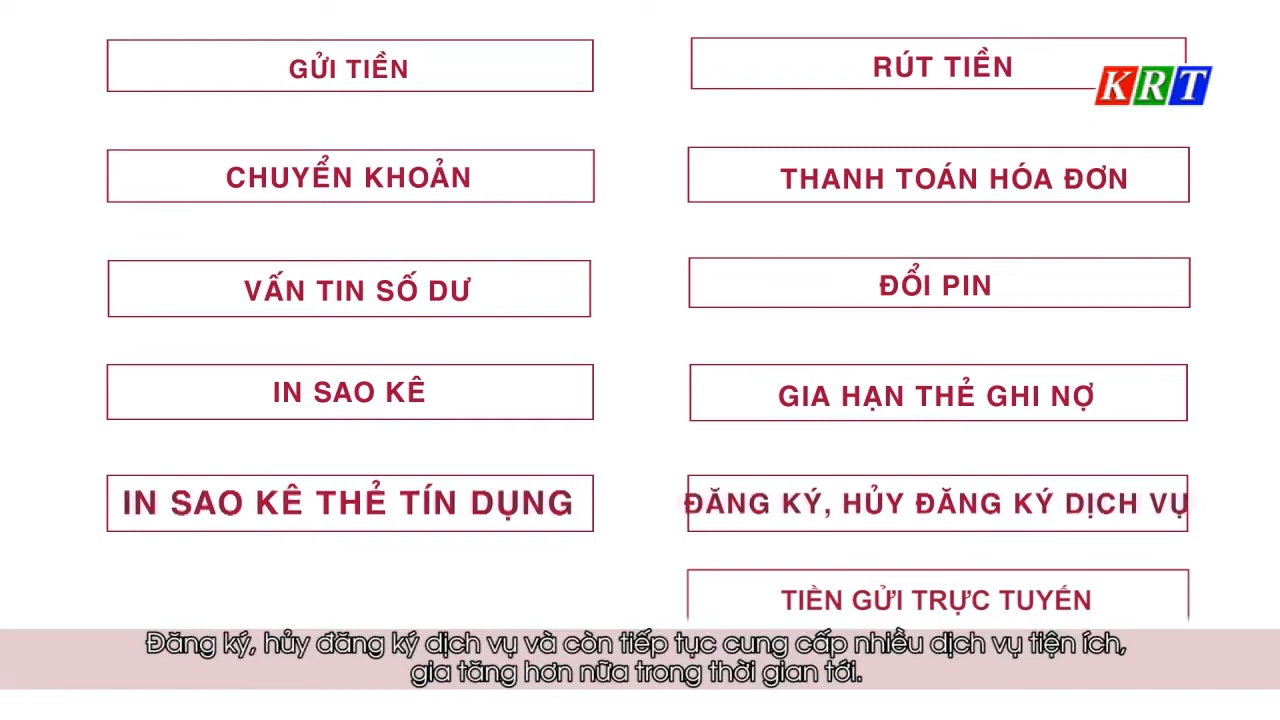 GỬI TIỀN
RÚT TIỀN
KRT
CHUYỂN KHOẢN
THANH TOÁN HÓA ĐƠN
VẤN TIN SỐ DƯ
ĐỔI PIN
IN SAO KÊ
GIA HẠN THẺ GHI NỢ
IN SAO KÊ THẺ TÍN DỤNG
ĐĂNG KÝ, HỦY ĐĂNG KÝ DỊCH VỤ
TIỀN GỬI TRỰC TUYẾN
Đăng ký, hủy đăng ký dịch vụ và còn tiếp tục cung cấp nhiều dịch vụ tiện ích,
gia tăng hơn nữa trong thời gian tới.